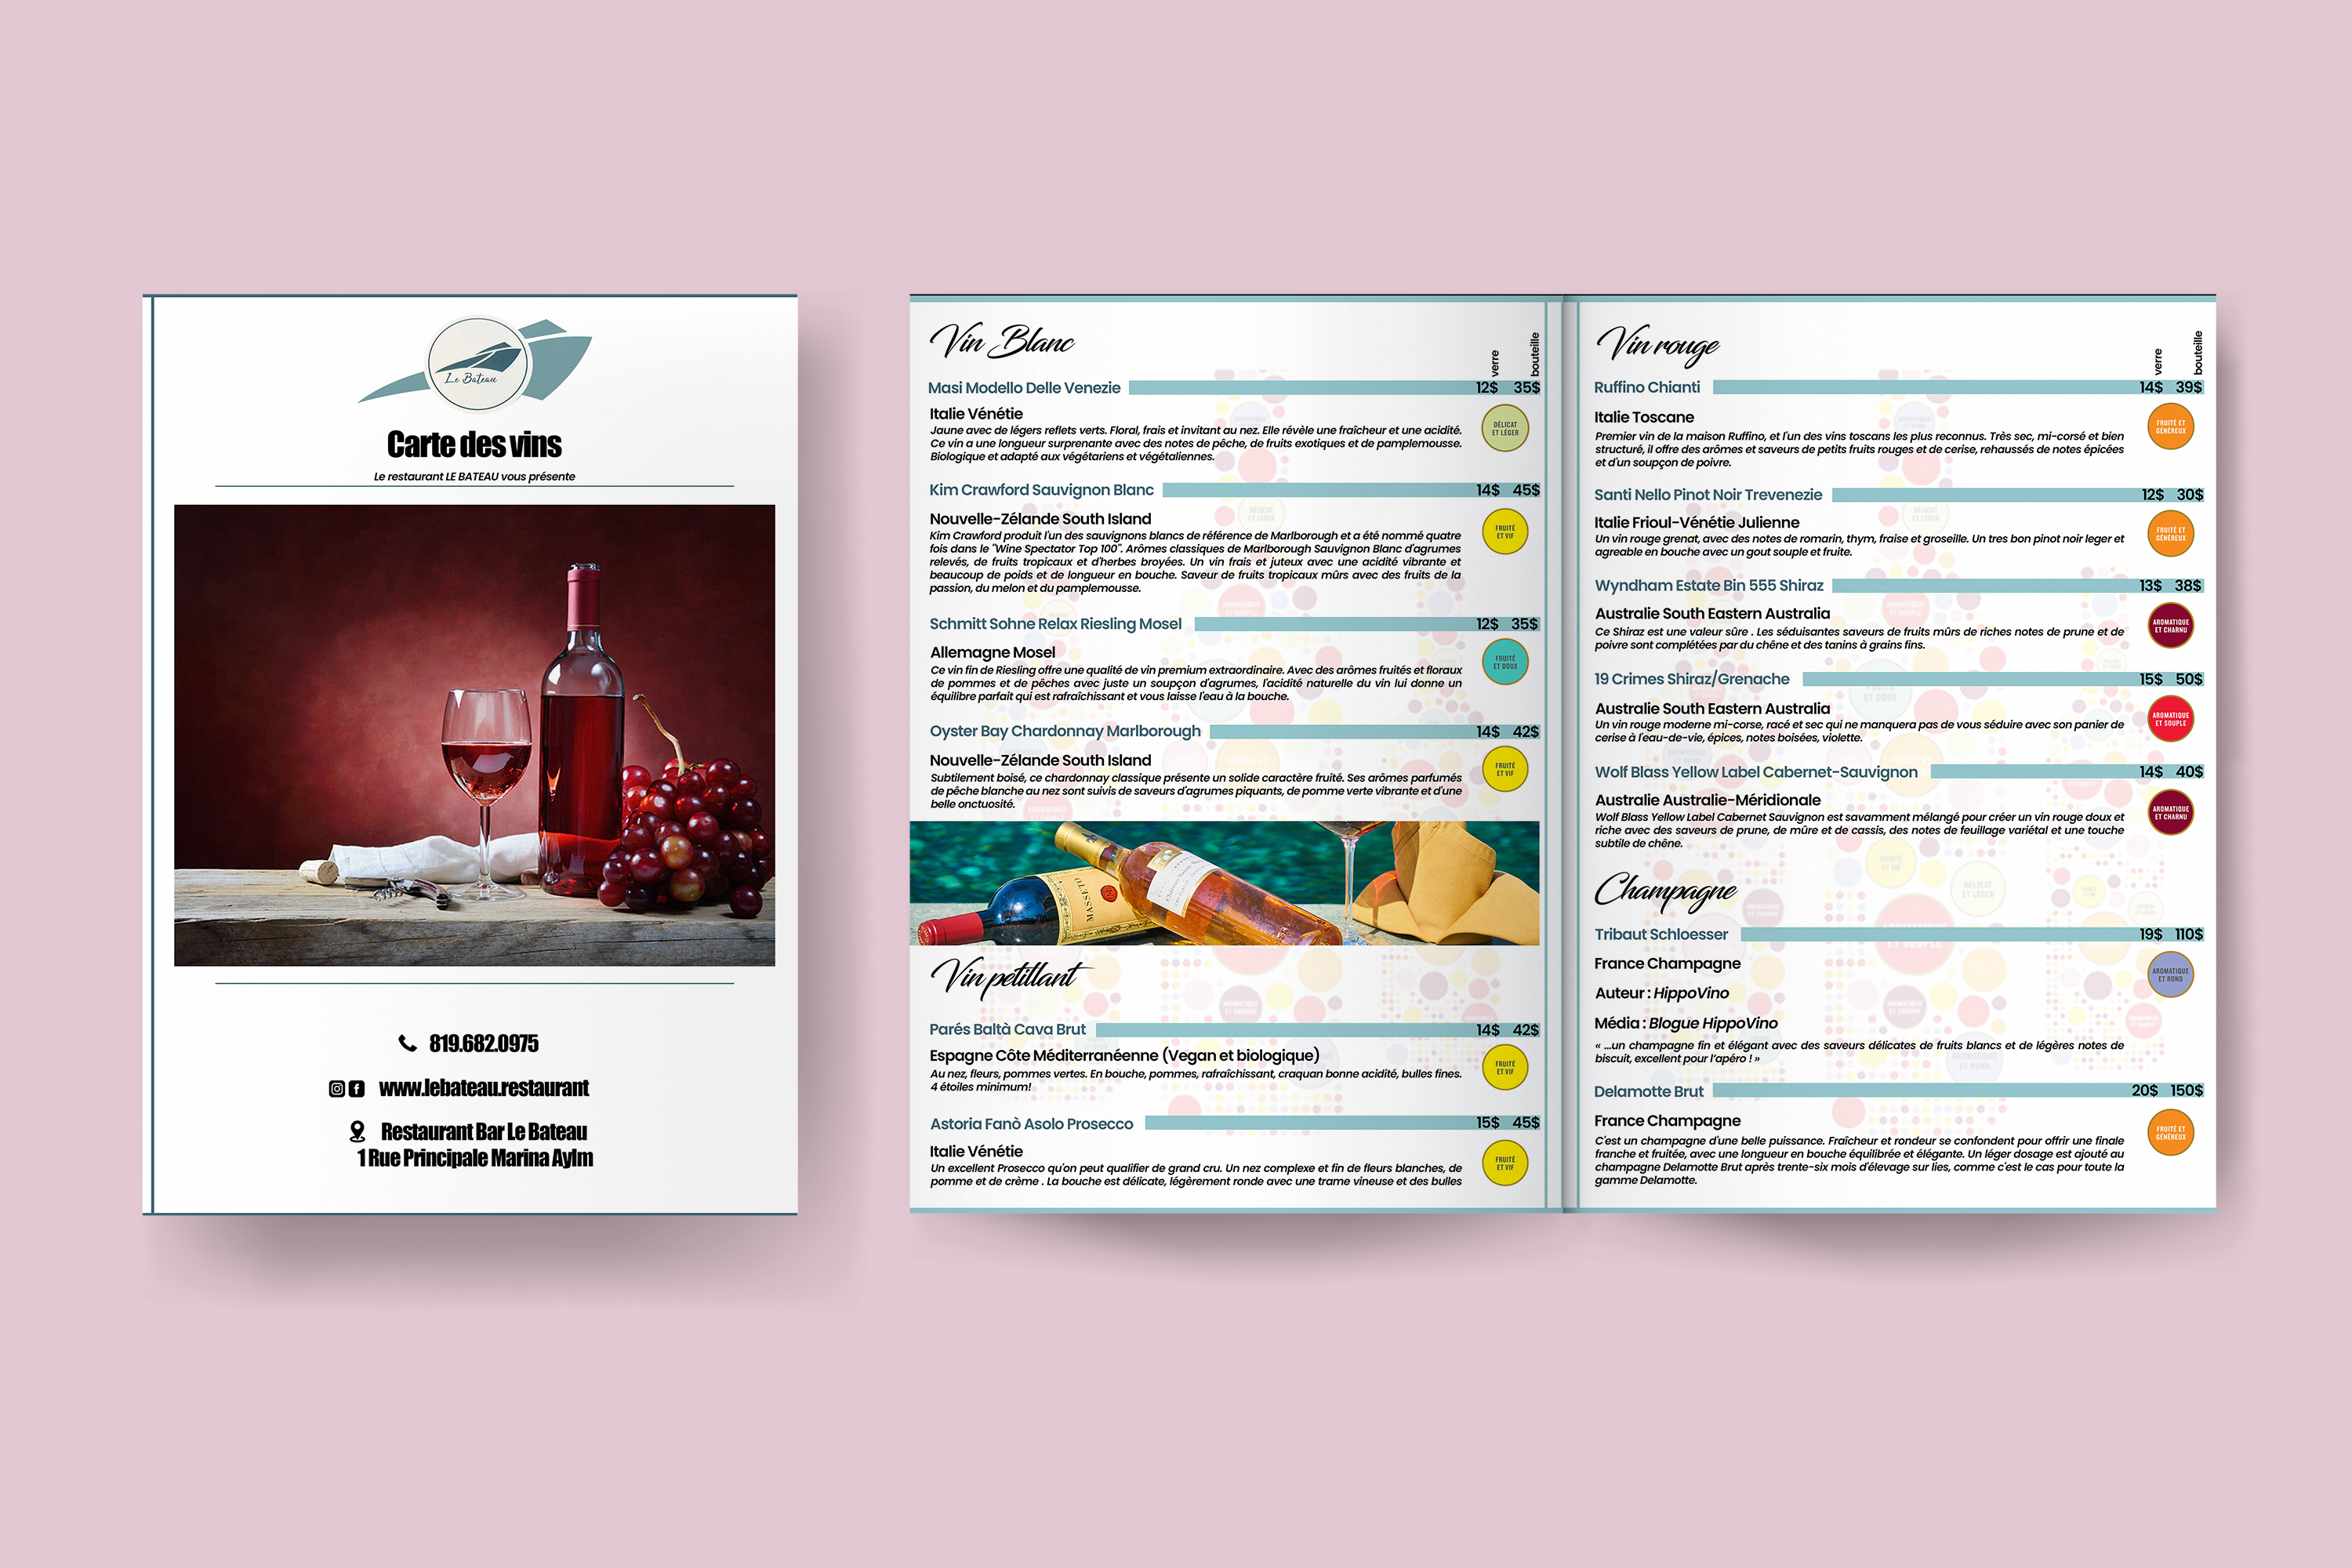 Le Bateau
Carte des vins
Le restaurant LE BATEAU vous présente
819.682.0975
www.lebateau.restaurant
Restaurant Bar Le Bateau
1 Rue Principale Marina Aylm
Vin Blanc
verre
bouteille
Masi Modello Delle Venezie 12$ 35$
Italie Vénétie
Jaune avec de légers reflets verts. Floral, frais et invitant au nez. Elle révèle une fraîcheur et une acidité.
Ce vin a une longueur surprenante avec des notes de pêche, de fruits exotiques et de pamplemousse.
Biologique et adapté aux végétariens et végétaliennes.
DÉLICAT
ET LÉGER
Kim Crawford Sauvignon Blanc 14$ 45$
Nouvelle-Zélande South Island
Kim Crawford produit l'un des sauvignons blancs de référence de Marlborough et a été nommé quatre
fois dans le "Wine Spectator Top 100". Arômes classiques de Marlborough Sauvignon Blanc d'agrumes
relevés, de fruits tropicaux et d'herbes broyées. Un vin frais et juteux avec une acidité vibrante et
beaucoup de poids et de longueur en bouche. Saveur de fruits tropicaux mûrs avec des fruits de la
passion, du melon et du pamplemousse.
FRUITÉ
ET VIF
Schmitt Sohne Relax Riesling Mosel 12$ 35$
Allemagne Mosel
Ce vin fin de Riesling offre une qualité de vin premium extraordinaire. Avec des arômes fruités et floraux
de pommes et de pêches avec juste un soupçon d'agrumes, l'acidité naturelle du vin lui donne un
équilibre parfait qui est rafraîchissant et vous laisse l'eau à la bouche.
FRUITÉ
ET DOUX
Oyster Bay Chardonnay Marlborough 14$ 42$
Nouvelle-Zélande South Island
Subtilement boisé, ce chardonnay classique présente un solide caractère fruité. Ses arômes parfumés
de pêche blanche au nez sont suivis de saveurs d'agrumes piquants, de pomme verte vibrante et d'une
belle onctuosité.
FRUITÉ
ET VIF
MASSETO
Vin petillant
Parés Baltà Cava Brut 14$ 42$
Espagne Côte Méditerranéenne (Vegan et biologique)
Au nez, fleurs, pommes vertes. En bouche, pommes, rafraîchissant, craquan bonne acidité, bulles fines.
4 étoiles minimum!
FRUITÉ
ET VIF
Astoria Fanò Asolo Prosecco 15$ 45$
Italie Vénétie
Un excellent Prosecco qu'on peut qualifier de grand cru. Un nez complexe et fin de fleurs blanches, de
pomme et de crème . La bouche est délicate, légèrement ronde avec une trame vineuse et des bulles
FRUITÉ
ET VIF
Vin rouge
verre
bouteille
Ruffino Chianti 14$ 39$
Italie Toscane
Premier vin de la maison Ruffino, et l'un des vins toscans les plus reconnus. Très sec, mi-corsé et bien
structuré, il offre des arômes et saveurs de petits fruits rouges et de cerise, rehaussés de notes épicées
et d'un soupçon de poivre.
FRUITÉ ET
GÉNÉREUX
Santi Nello Pinot Noir Trevenezie 12$ 30$
Italie Frioul-Vénétie Julienne
Un vin rouge grenat, avec des notes de romarin, thym, fraise et groseille. Un tres bon pinot noir leger et
agreable en bouche avec un gout souple et fruite.
FRUITÉ ET
GÉNÉREUX
Wyndham Estate Bin 555 Shiraz 13$ 38$
Australie South Eastern Australia
Ce Shiraz est une valeur sûre . Les séduisantes saveurs de fruits mûrs de riches notes de prune et de
poivre sont complétées par du chêne et des tanins à grains fins.
AROMATIQUE
ET CHARNU
19 Crimes Shiraz/Grenache 15$ 50$
Australie South Eastern Australia
Un vin rouge moderne mi-corse, racé et sec qui ne manquera pas de vous séduire avec son panier de
cerise à l'eau-de-vie, épices, notes boisées, violette.
AROMATIQUE
ET SOUPLE
Wolf Blass Yellow Label Cabernet-Sauvignon 14$ 40$
Australie Australie-Méridionale
Wolf Blass Yellow Label Cabernet Sauvignon est savamment mélangé pour créer un vin rouge doux et
riche avec des saveurs de prune, de mûre et de cassis, des notes de feuillage variétal et une touche
subtile de chêne.
AROMATIQUE
ET CHARNU
Champagne
Tribaut Schloesser 19$ 110$
France Champagne
Auteur : HippoVino
Média : Blogue HippoVino
« ...un champagne fin et élégant avec des saveurs délicates de fruits blancs et de légères notes de
biscuit, excellent pour l'apéro ! »
AROMATIQUE
ET ROND
Delamotte Brut 20$ 150$
France Champagne
C'est un champagne d'une belle puissance. Fraîcheur et rondeur se confondent pour offrir une finale
franche et fruitée, avec une longueur en bouche équilibrée et élégante. Un léger dosage est ajouté au
champagne Delamotte Brut après trente-six mois d'élevage sur lies, comme c'est le cas pour toute la
gamme Delamotte.
FRUITÉ ET
GÉNÉREUX